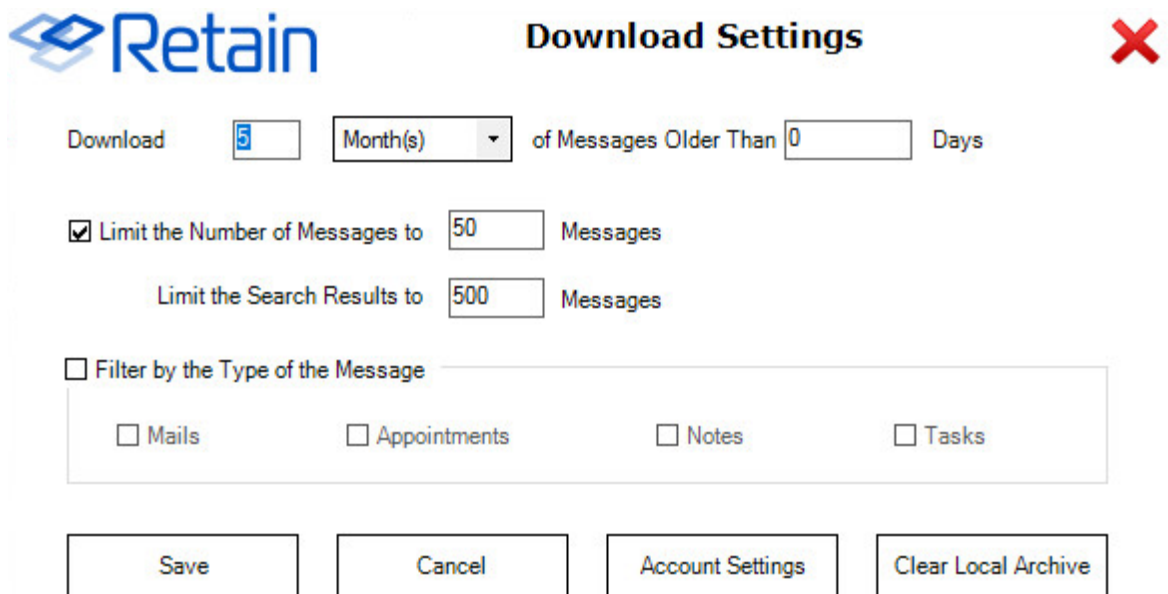 Retain Download Settings
Download 5 Month(s) of Messages Older Than 0 Days
Limit the Number of Messages to 50 Messages
Limit the Search Results to 500 Messages
Filter by the Type of the Message
Mails Appointments Notes Tasks
Save Cancel Account Settings Clear Local Archive